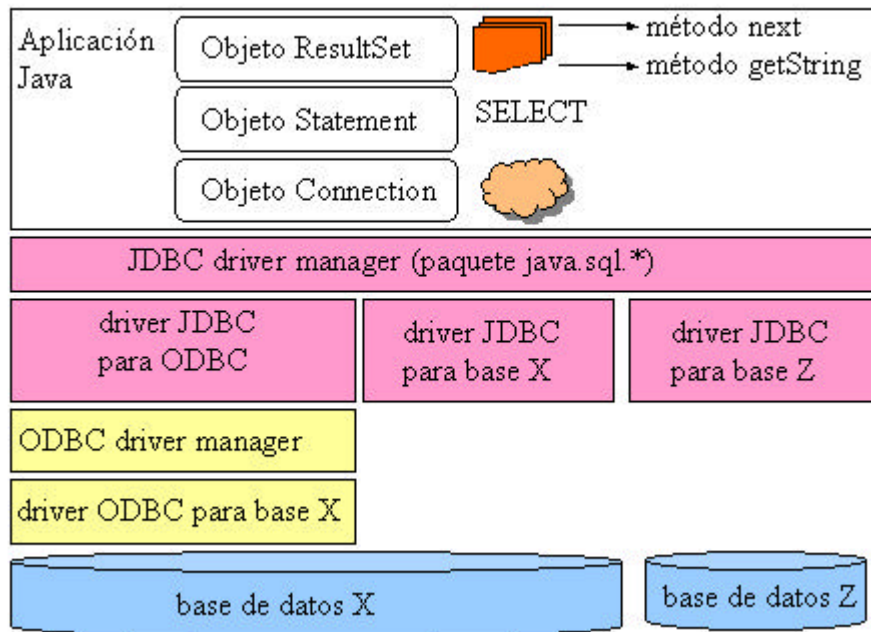 Aplicación
Java
Objeto ResultSet
método next
método getString
Objeto Statement
SELECT
Objeto Connection
JDBC driver manager (paquete java.sql.*)
driver JDBC
para ODBC
driver JDBC
para base X
driver JDBC
para base Z
ODBC driver manager
driver ODBC para base X
base de datos X
base de datos Z